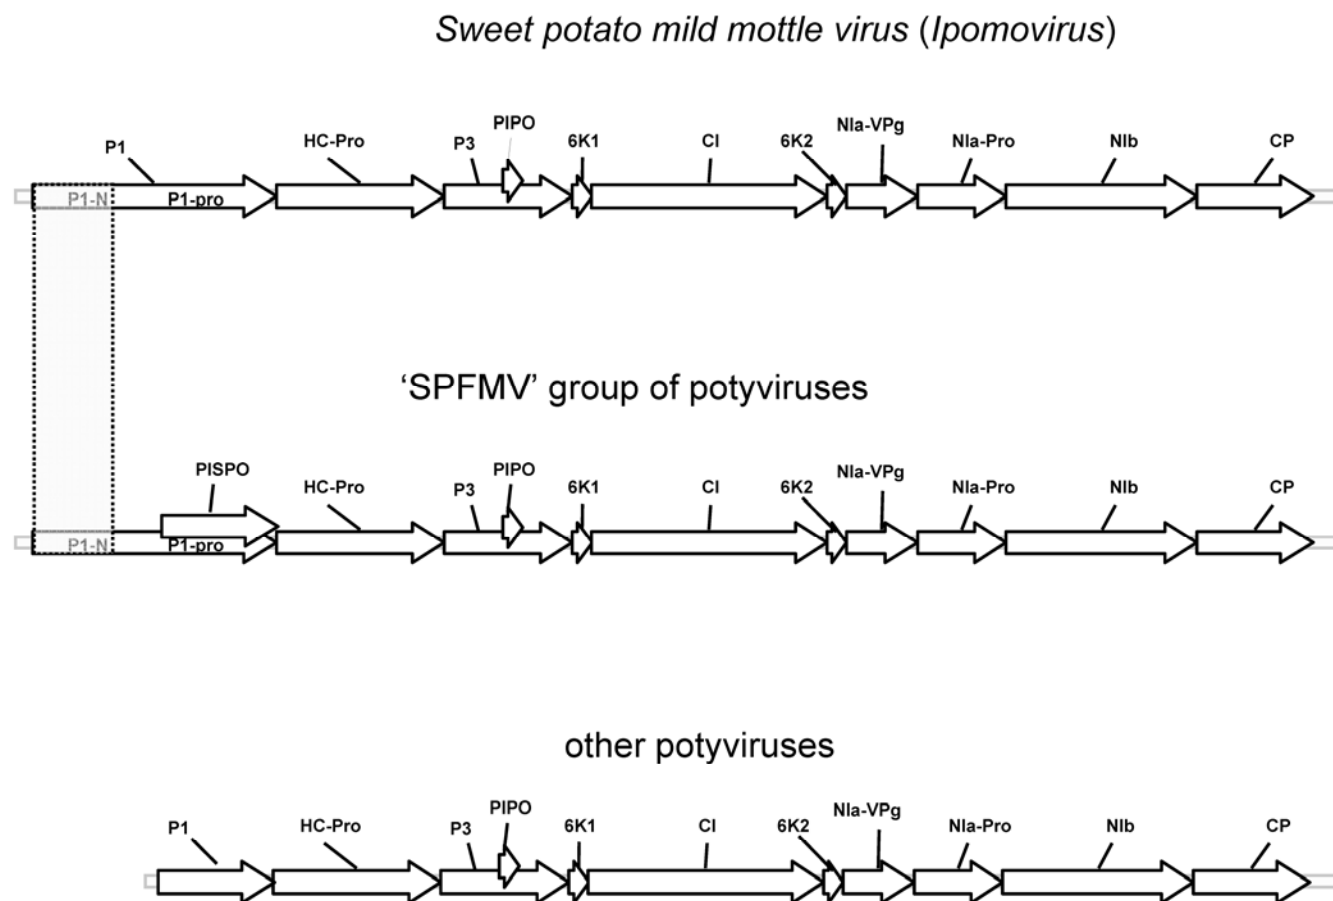 Sweet potato mild mottle virus (Ipomovirus)
P1 HC-Pro P3 PIPO 6K1 CI 6K2 NIa-VPg NIa-Pro NIb CP
P1-N P1-pro
‘SPFMV’ group of potyviruses
PISPO HC-Pro P3 PIPO 6K1 CI 6K2 NIa-VPg NIa-Pro NIb CP
P1-N P1-pro
other potyviruses
P1 HC-Pro P3 PIPO 6K1 CI 6K2 NIa-VPg NIa-Pro NIb CP